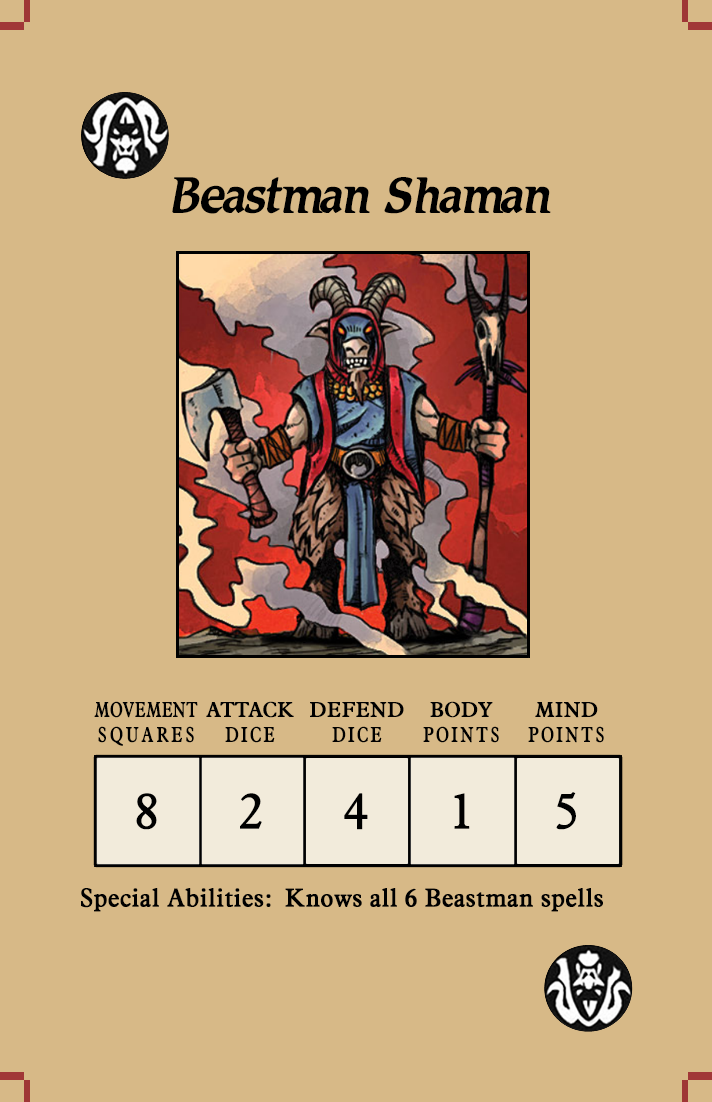 Beastman Shaman
MOVEMENT SQUARES ATTACK DICE DEFEND DICE BODY POINTS MIND POINTS
8 2 4 1 5
Special Abilities: Knows all 6 Beastman spells